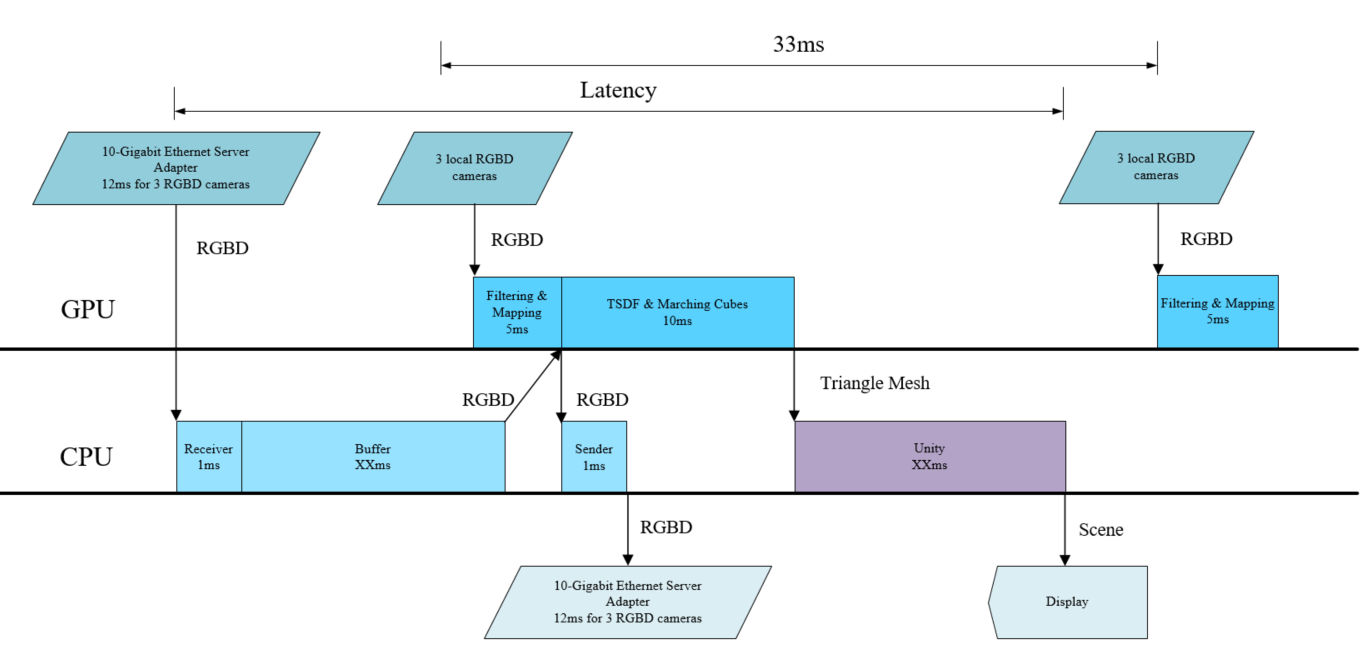 33ms
Latency
10-Gigabit Ethernet Server
Adapter
12ms for 3 RGBD cameras
3 local RGBD
cameras
3 local RGBD
cameras
RGBD
RGBD
RGBD
GPU
Filtering &
Mapping
5ms
TSDF & Marching Cubes
10ms
Filtering & Mapping
5ms
RGBD
RGBD
Triangle Mesh
CPU
Receiver
1ms
Buffer
XXms
Sender
1ms
Unity
XXms
RGBD
Scene
10-Gigabit Ethernet Server
Adapter
12ms for 3 RGBD cameras
Display